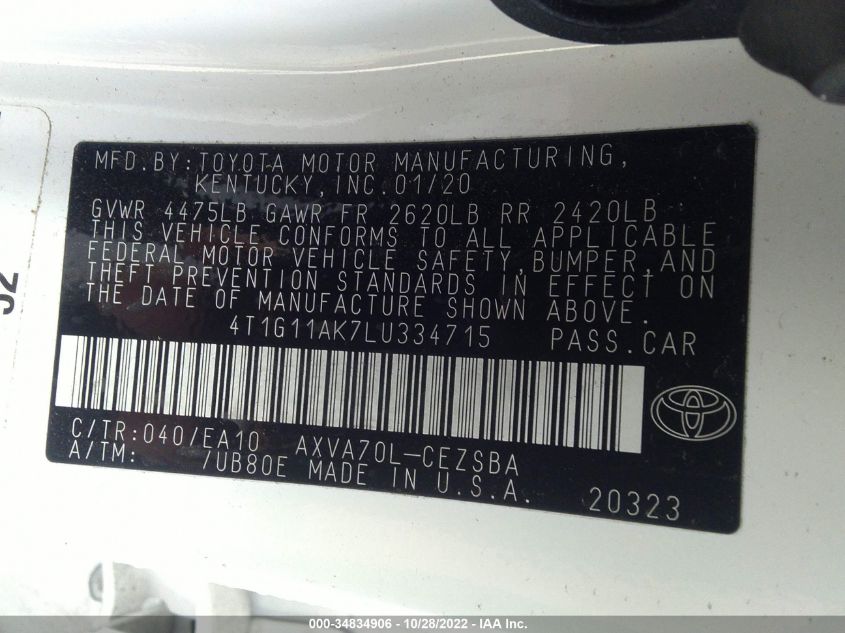 MFD.BY:TOYOTA MOTOR MANUFACTURING,
KENTUCKY,INC.01/20
GVWR 4475LB GAWR FR 2620LB RR 2420LB
THIS VEHICLE CONFORMS TO ALL APPLICABLE
FEDERAL MOTOR VEHICLE SAFETY,BUMPER,AND
THEFT PREVENTION STANDARDS IN EFFECT ON
THE DATE OF MANUFACTURE SHOWN ABOVE.
4T1G11AK7LU334715 PASS.CAR
C/TR:040/EA10 AXVA70L-CEZSBA
A/TM: /UB80E MADE IN U.S.A.
20323
000-34834906 - 10/28/2022 - IAA Inc.